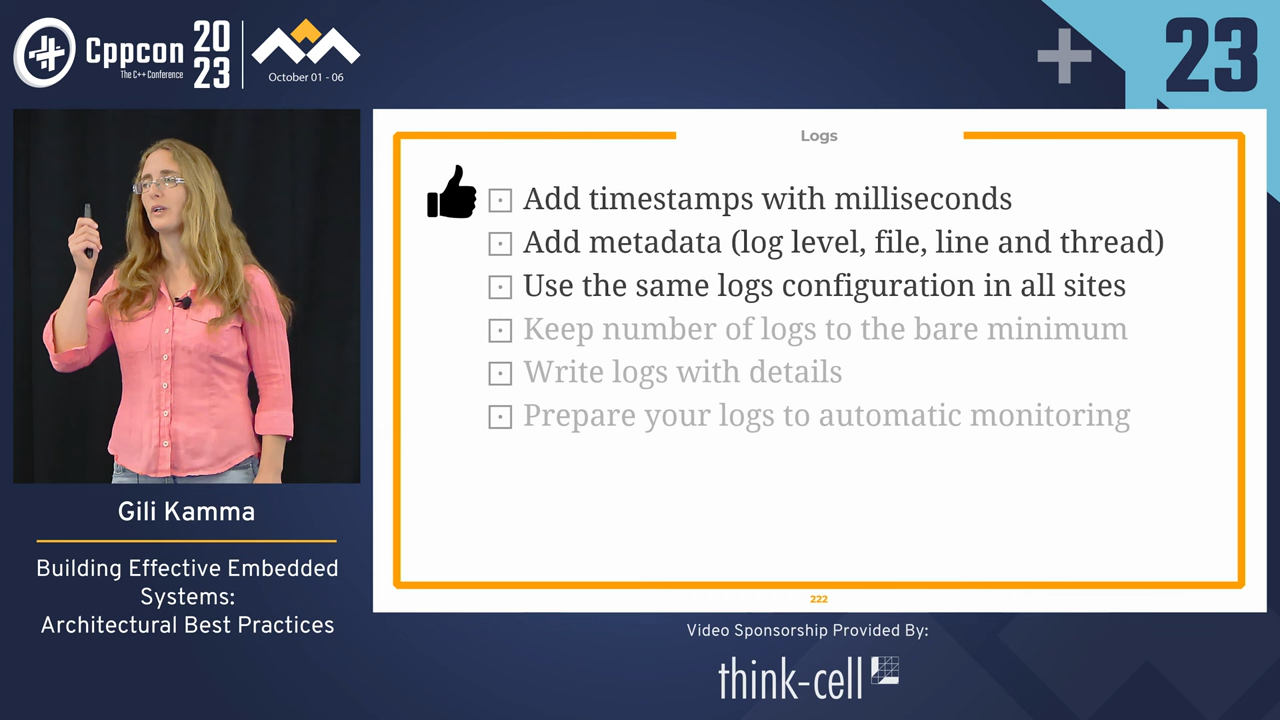 Cppcon
The C++ Conference
20
23
October 01 - 06
23
Logs
Add timestamps with milliseconds
Add metadata (log level, file, line and thread)
Use the same logs configuration in all sites
Keep number of logs to the bare minimum
Write logs with details
Prepare your logs to automatic monitoring
222
Gili Kamma
Building Effective Embedded
Systems:
Architectural Best Practices
Video Sponsorship Provided By:
think-cell